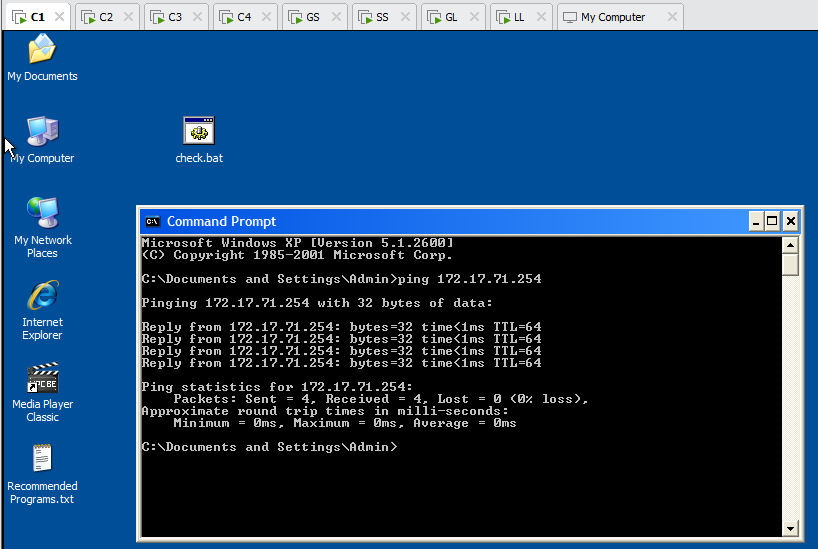 C1
C2
C3
C4
GS
SS
GL
LL
My Computer
My Documents
My Computer
check.bat
My Network
Places
Internet
Explorer
Media Player
Classic
Recommended
Programs.txt
C:\
Command Prompt
Microsoft Windows XP [Version 5.1.2600]
(C) Copyright 1985-2001 Microsoft Corp.
C:\Documents and Settings\Admin>ping 172.17.71.254
Pinging 172.17.71.254 with 32 bytes of data:
Reply from 172.17.71.254: bytes=32 time<1ms TTL=64
Reply from 172.17.71.254: bytes=32 time<1ms TTL=64
Reply from 172.17.71.254: bytes=32 time<1ms TTL=64
Reply from 172.17.71.254: bytes=32 time<1ms TTL=64
Ping statistics for 172.17.71.254:
    Packets: Sent = 4, Received = 4, Lost = 0 (0% loss),
Approximate round trip times in milli-seconds:
    Minimum = 0ms, Maximum = 0ms, Average = 0ms
C:\Documents and Settings\Admin>